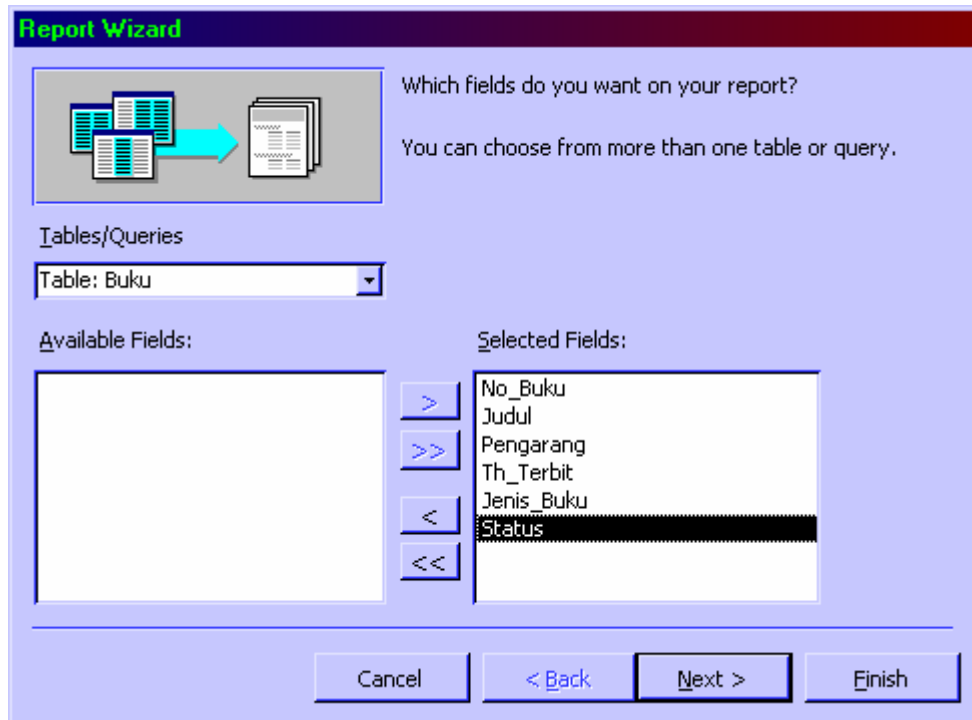 Report Wizard
Which fields do you want on your report?
You can choose from more than one table or query.
Tables/Queries
Table: Buku
Available Fields:
Selected Fields:
No_Buku
Judul
Pengarang
Th_Terbit
Jenis_Buku
Status
>
>>
<
<<
Cancel
< Back
Next >
Finish